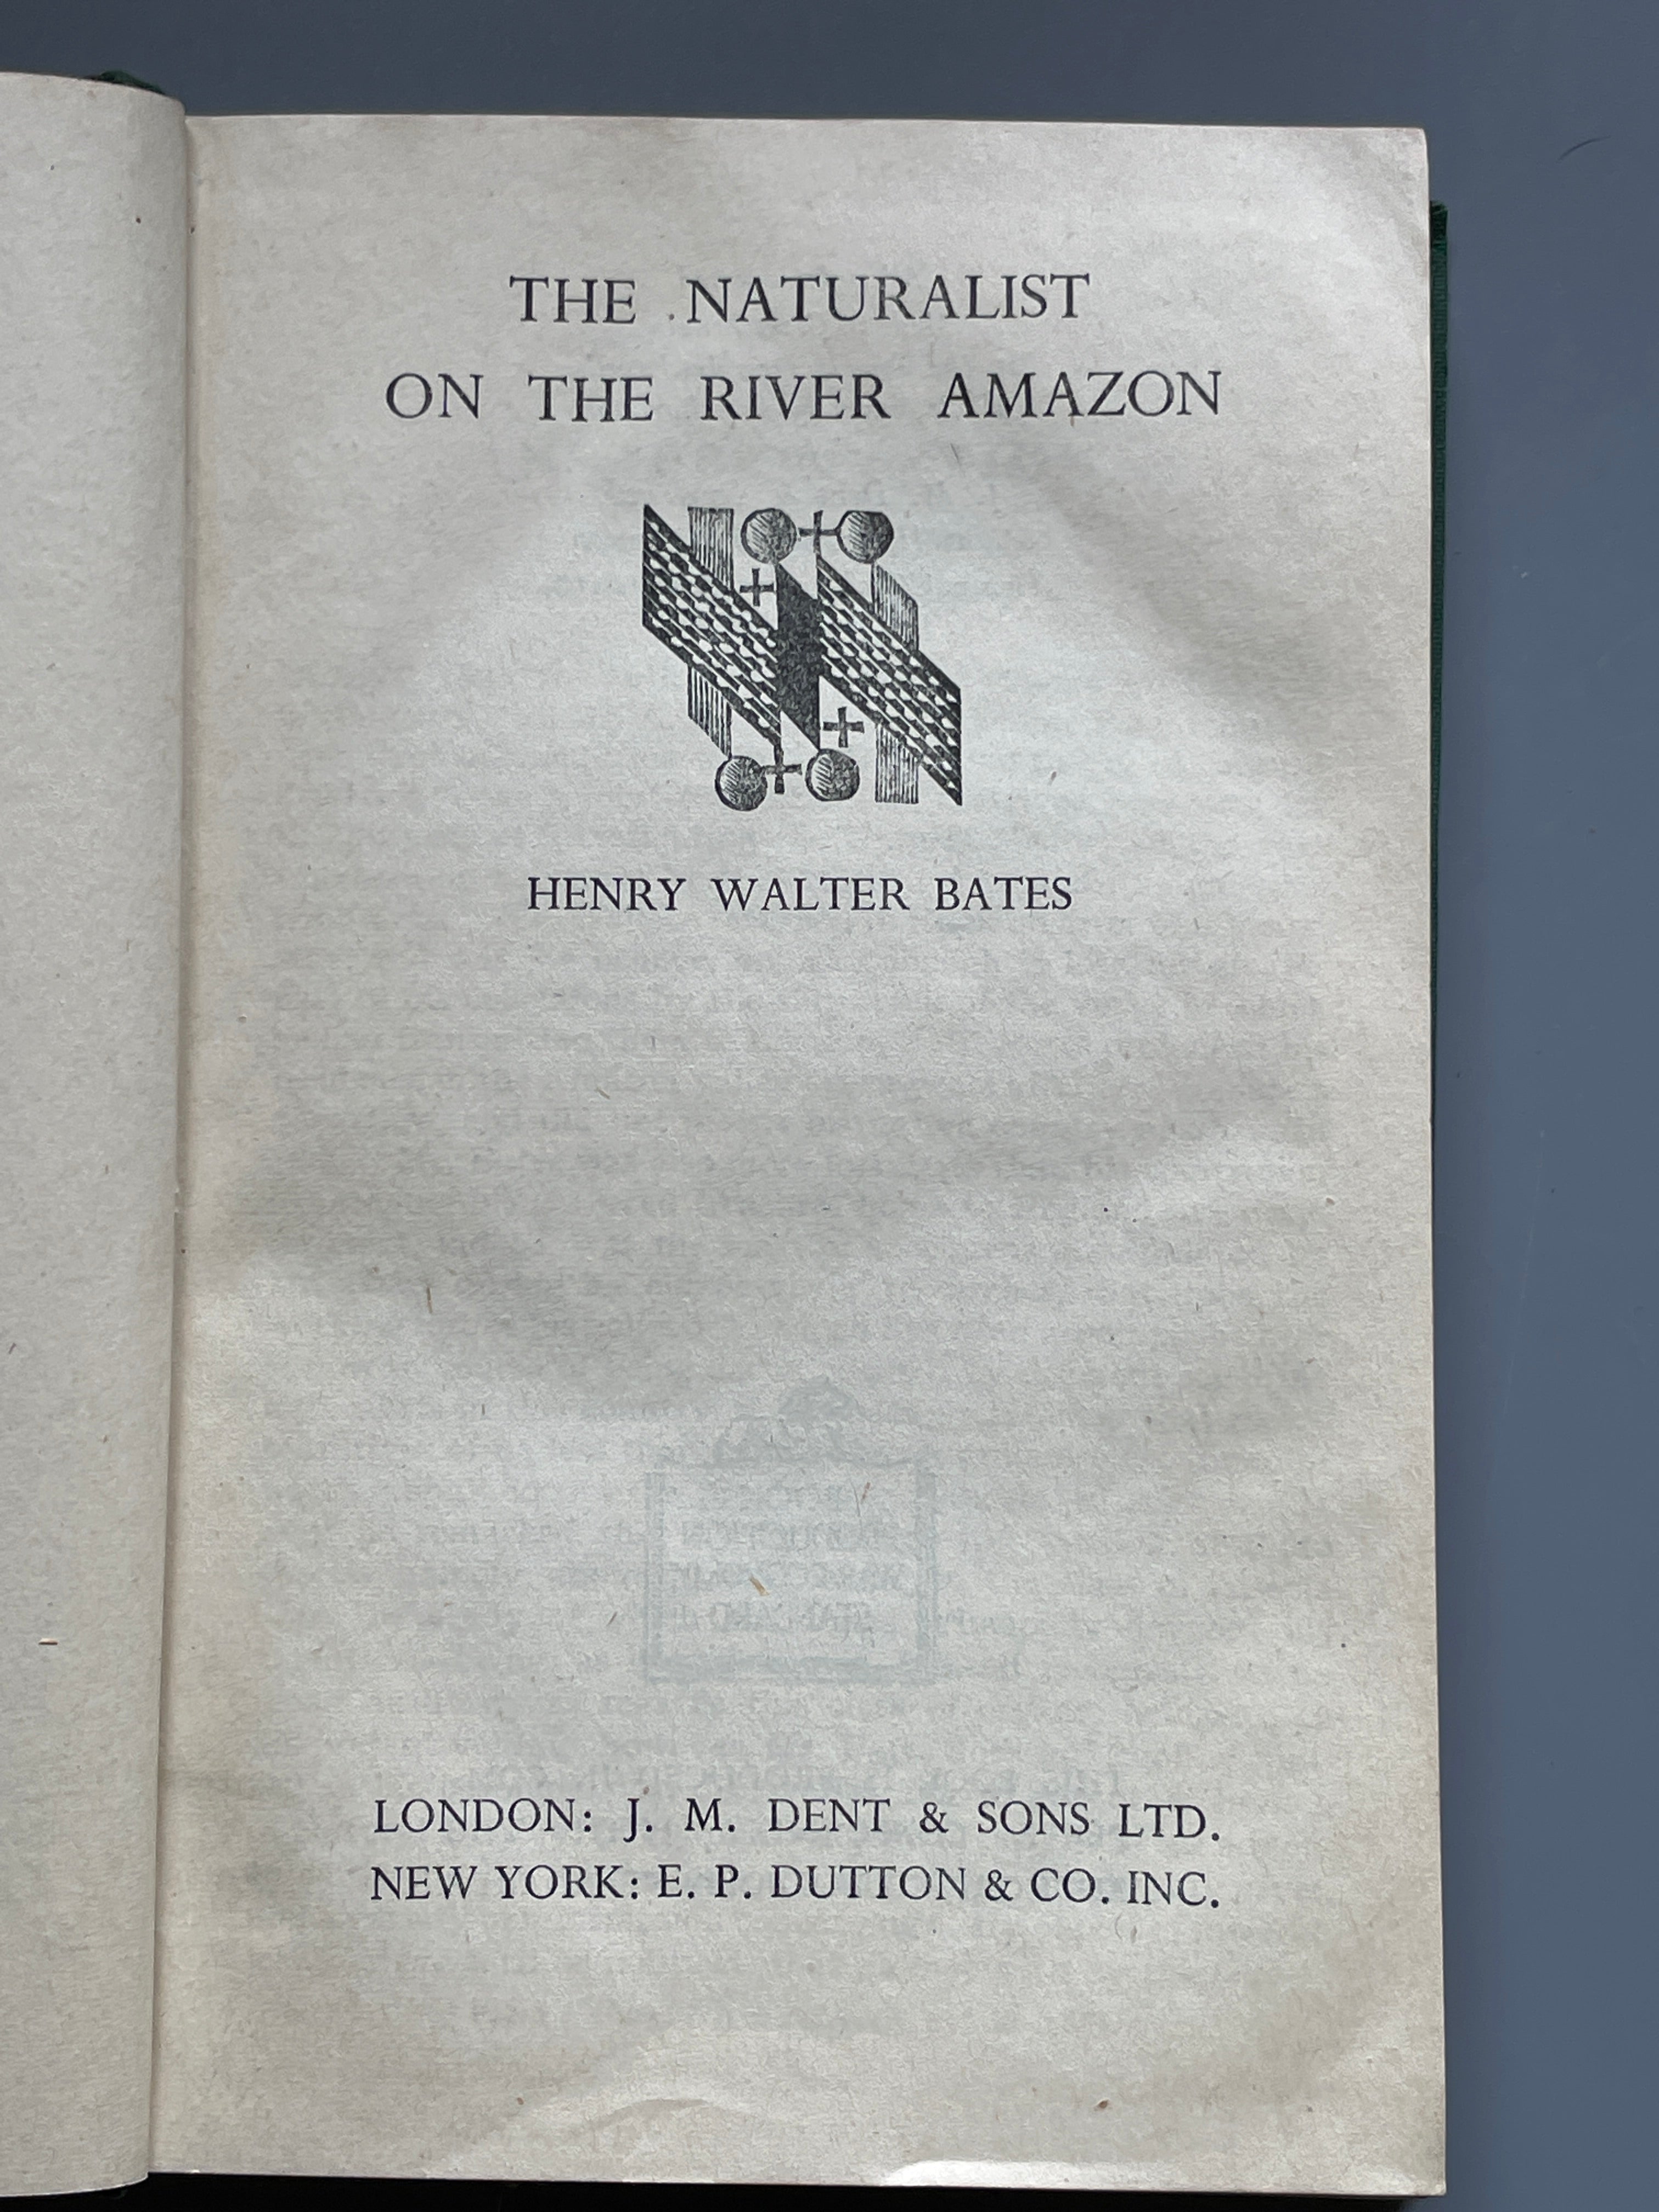 THE NATURALIST
ON THE RIVER AMAZON
HENRY WALTER BATES
LONDON: J. M. DENT & SONS LTD.
NEW YORK: E. P. DUTTON & CO. INC.